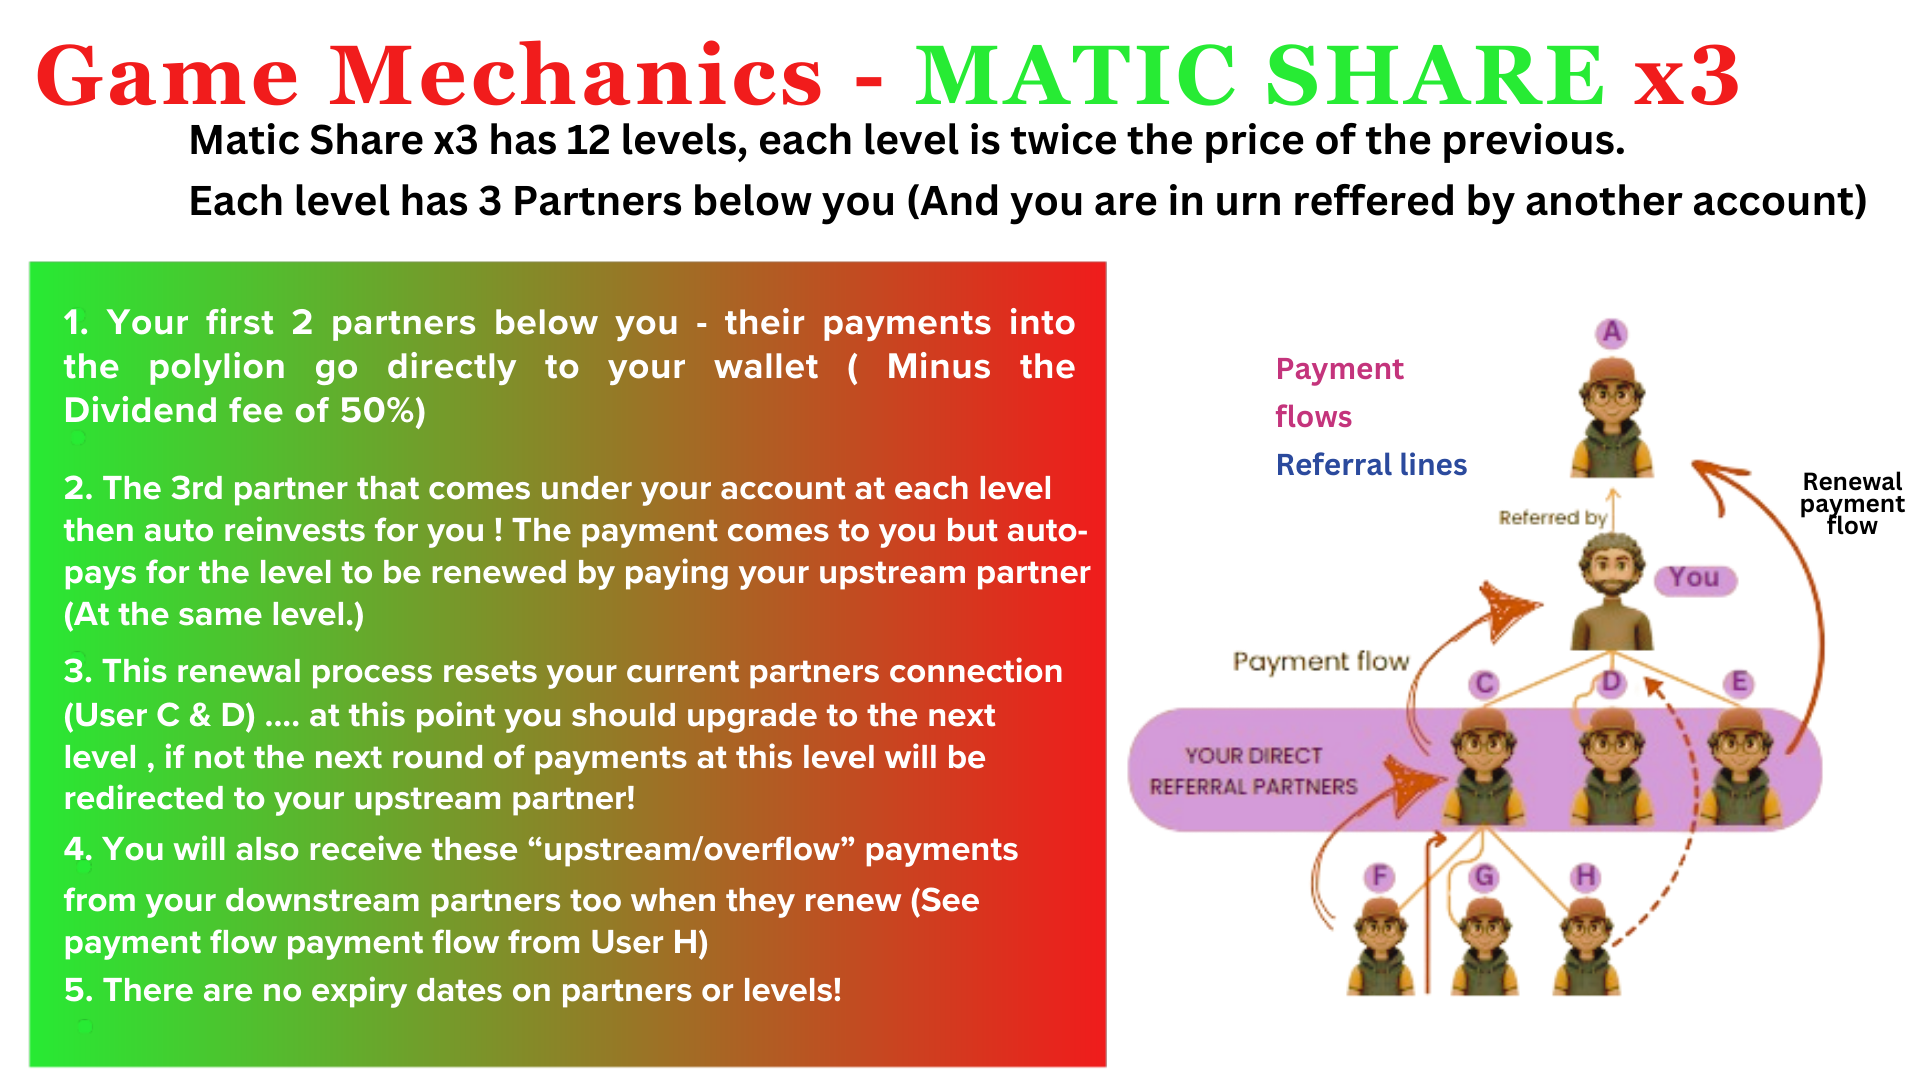 Game Mechanics - MATIC SHARE x3
Matic Share x3 has 12 levels, each level is twice the price of the previous.
Each level has 3 Partners below you (And you are in urn reffered by another account)
1. Your first 2 partners below you - their payments into
the polylion go directly to your wallet ( Minus the
Dividend fee of 50%)
2. The 3rd partner that comes under your account at each level
then auto reinvests for you ! The payment comes to you but auto-
pays for the level to be renewed by paying your upstream partner
(At the same level.)
3. This renewal process resets your current partners connection
(User C & D) .... at this point you should upgrade to the next
level , if not the next round of payments at this level will be
redirected to your upstream partner!
4. You will also receive these “upstream/overflow” payments
from your downstream partners too when they renew (See
payment flow payment flow from User H)
5. There are no expiry dates on partners or levels!
A
Payment
flows
Referral lines
Renewal
payment
flow
Referred by
You
Payment flow
C
D
E
YOUR DIRECT
REFERRAL PARTNERS
F
G
H